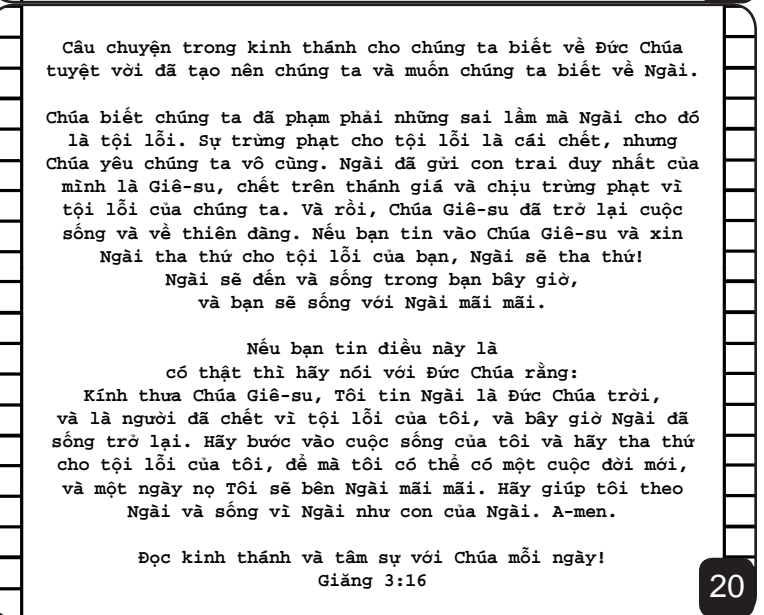 Câu chuyện trong kinh thánh cho chúng ta biết về Đức Chúa
tuyệt vời đã tạo nên chúng ta và muốn chúng ta biết về Ngài.
Chúa biết chúng ta đã phạm phải những sai lầm mà Ngài cho đó
là tội lỗi. Sự trừng phạt cho tội lỗi là cái chết, nhưng
Chúa yêu chúng ta vô cùng. Ngài đã gửi con trai duy nhất của
mình là Giê-su, chết trên thánh giá và chịu trừng phạt vì
tội lỗi của chúng ta. Và rồi, Chúa Giê-su đã trở lại cuộc
sống và về thiên đàng. Nếu bạn tin vào Chúa Giê-su và xin
Ngài tha thứ cho tội lỗi của bạn, Ngài sẽ tha thứ!
Ngài sẽ đến và sống trong bạn bây giờ,
và bạn sẽ sống với Ngài mãi mãi.
Nếu bạn tin điều này là
có thật thì hãy nói với Đức Chúa rằng:
Kính thưa Chúa Giê-su, Tôi tin Ngài là Đức Chúa trời,
và là người đã chết vì tội lỗi của tôi, và bây giờ Ngài đã
sống trở lại. Hãy bước vào cuộc sống của tôi và hãy tha thứ
cho tội lỗi của tôi, để mà tôi có thể có một cuộc đời mới,
và một ngày nọ Tôi sẽ bên Ngài mãi mãi. Hãy giúp tôi theo
Ngài và sống vì Ngài như con của Ngài. A-men.
Đọc kinh thánh và tâm sự với Chúa mỗi ngày!
Giăng 3:16
20